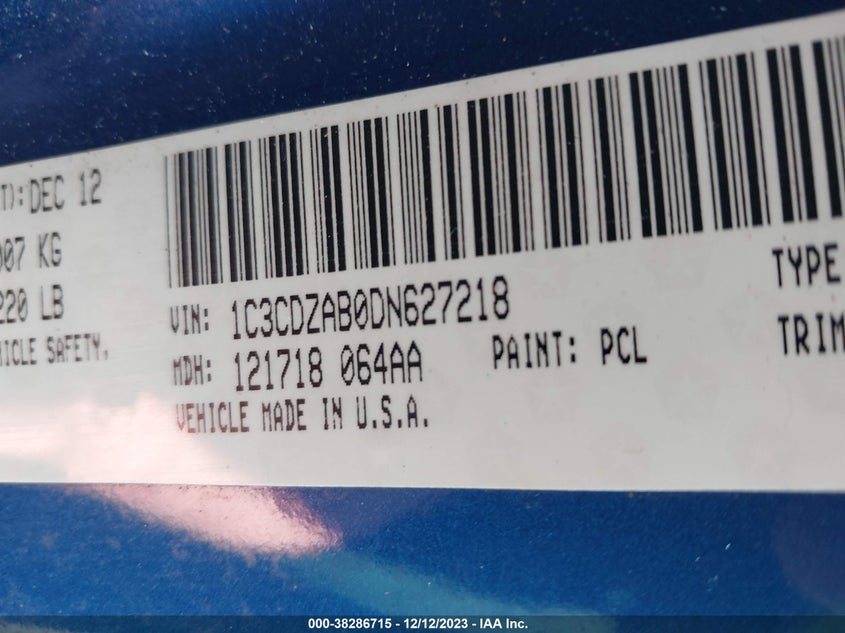 T): DEC 12
007 KG
220 LB
HICLE SAFETY.
VIN: 1C3CDZAB0DN627218
MDH: 121718 064AA
PAINT: PCL
VEHICLE MADE IN U.S.A.
TYPE
TRIM
000-38286715 - 12/12/2023 - IAA Inc.